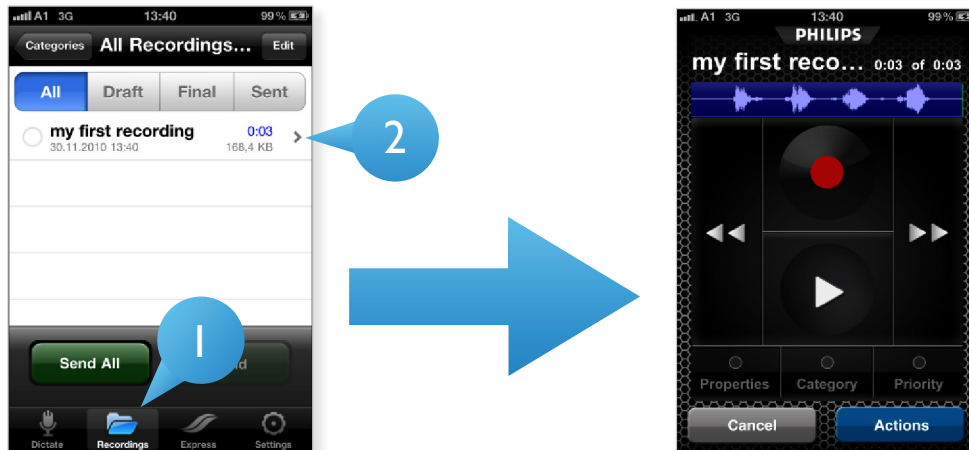 A1 3G 13:40 99 %
Categories All Recordings... Edit
All Draft Final Sent
my first recording 0:03
30.11.2010 13:40 168,4 KB
2
1
Send All
Dictate Recordings Express Settings
A1 3G 13:40 99 %
PHILIPS
my first reco... 0:03 of 0:03
Properties Category Priority
Cancel Actions